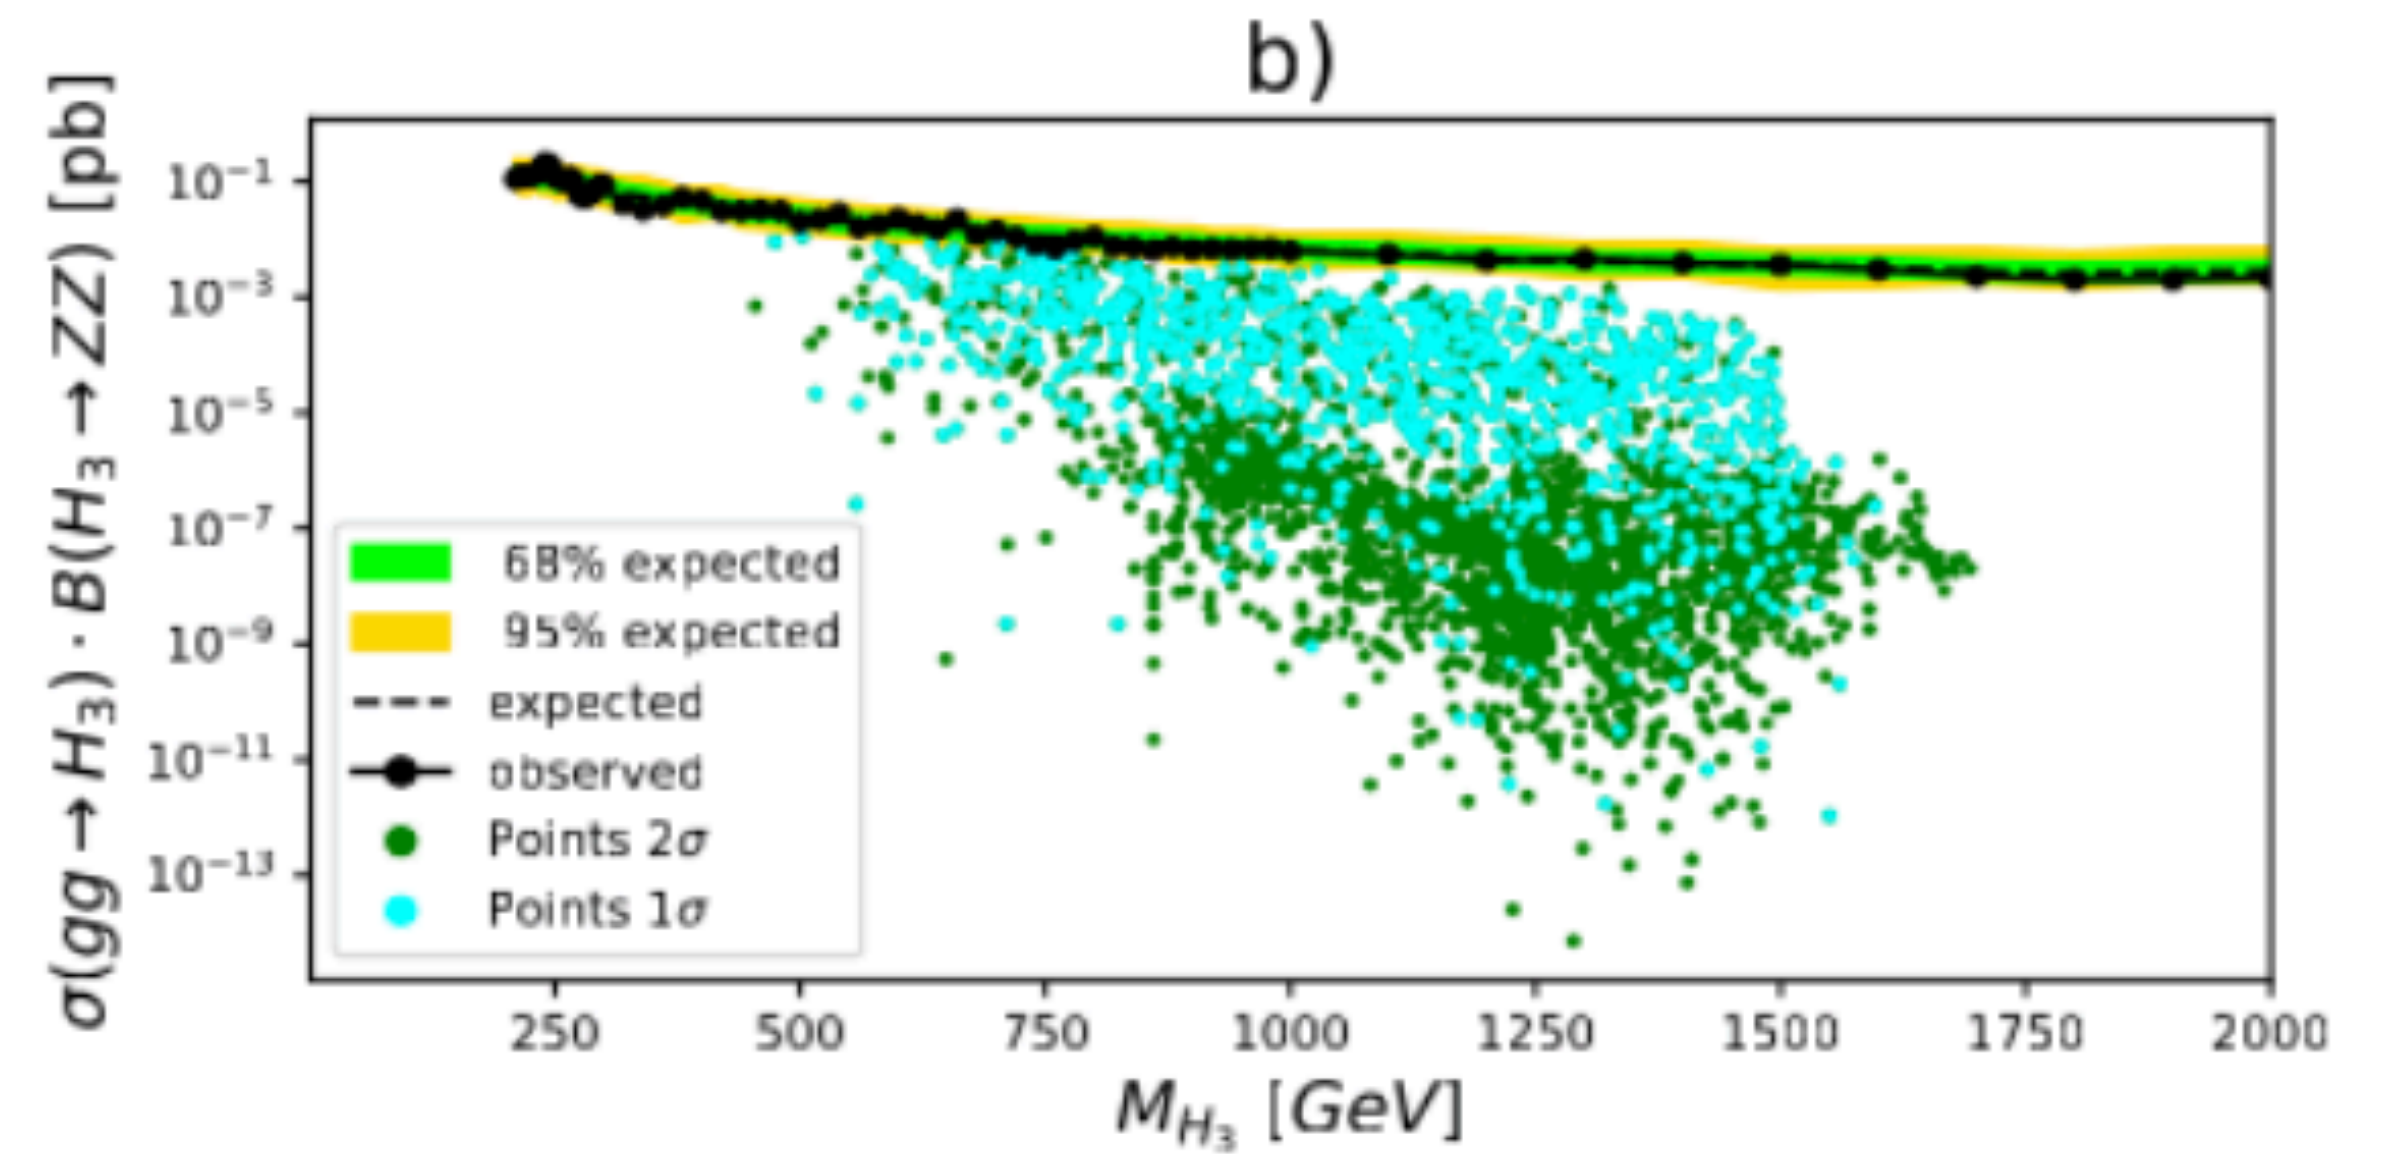 b)
σ(gg → H₃) · B(H₃ → ZZ) [pb]
10⁻¹
10⁻³
10⁻⁵
10⁻⁷
10⁻⁹
10⁻¹¹
10⁻¹³
68% expected
95% expected
expected
observed
Points 2σ
Points 1σ
250 500 750 1000 1250 1500 1750 2000
M_H₃ [GeV]